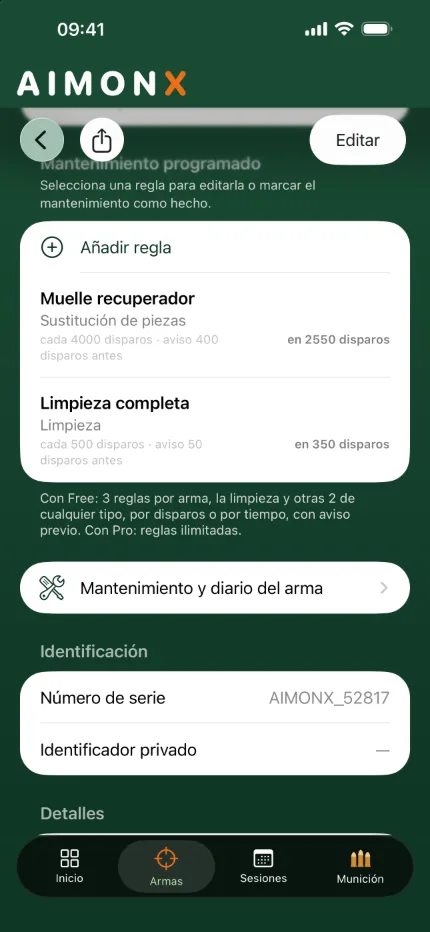 09:41
AIMONX
Editar
Mantenimiento programado
Selecciona una regla para editarla o marcar el
mantenimiento como hecho.
Añadir regla
Muelle recuperador
Sustitución de piezas
cada 4000 disparos · aviso 400
disparos antes
en 2550 disparos
Limpieza completa
Limpieza
cada 500 disparos · aviso 50
disparos antes
en 350 disparos
Con Free: 3 reglas por arma, la limpieza y otras 2 de
cualquier tipo, por disparos o por tiempo, con aviso
previo. Con Pro: reglas ilimitadas.
Mantenimiento y diario del arma
Identificación
Número de serie
AIMONX_52817
Identificador privado
—
Detalles
Inicio
Armas
Sesiones
Munición